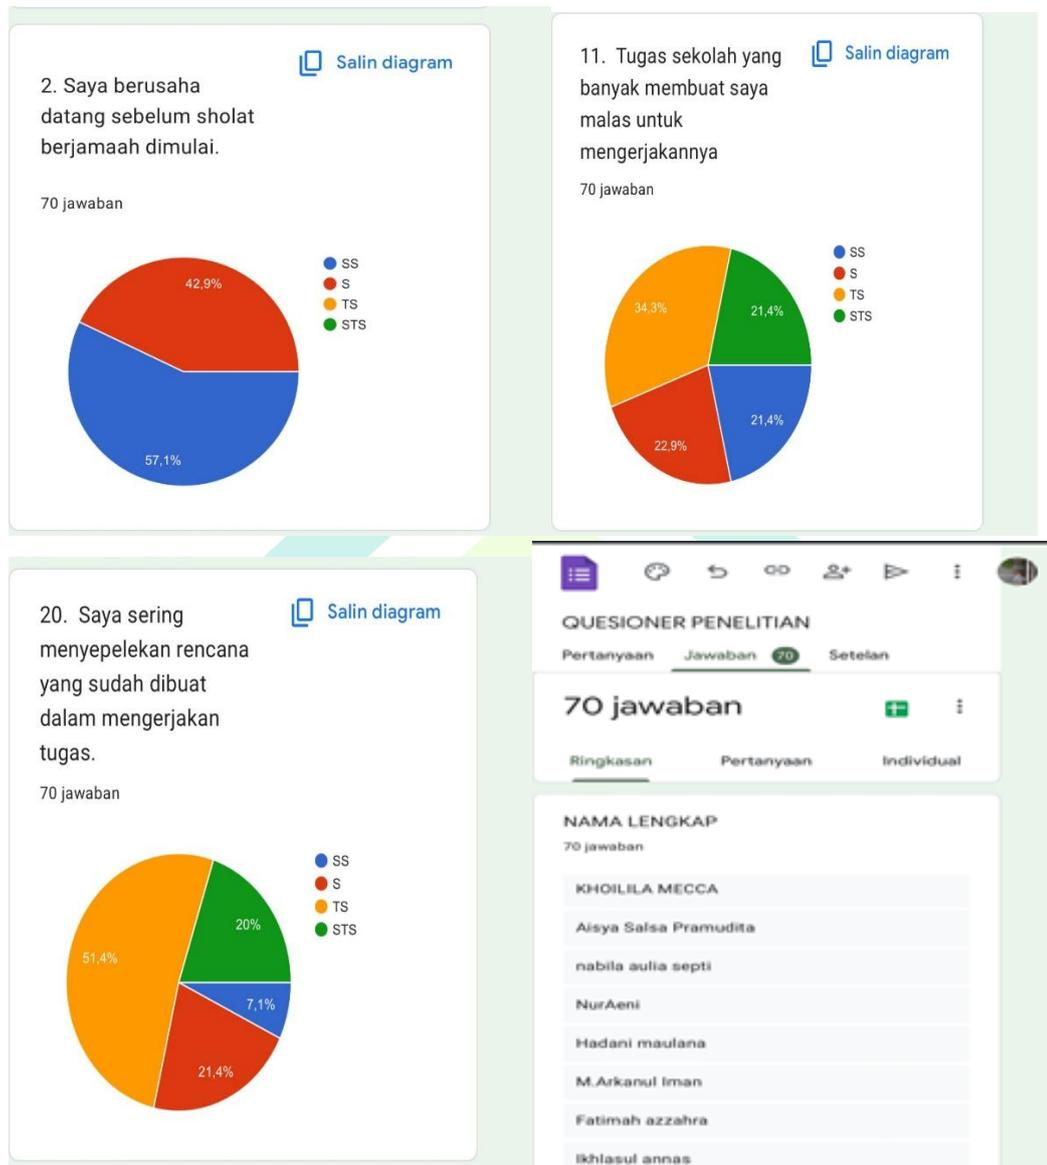 2. Saya berusaha
datang sebelum sholat
berjamaah dimulai.
Salin diagram
70 jawaban
SS
S
TS
STS
42,9%
57,1%
11. Tugas sekolah yang
banyak membuat saya
malas untuk
mengerjakannya
Salin diagram
70 jawaban
SS
S
TS
STS
34,3%
21,4%
22,9%
21,4%
20. Saya sering
menyepelekan rencana
yang sudah dibuat
dalam mengerjakan
tugas.
Salin diagram
70 jawaban
SS
S
TS
STS
51,4%
20%
7,1%
21,4%
QUESIONER PENELITIAN
Pertanyaan Jawaban 70 Setelan
70 jawaban
Ringkasan Pertanyaan Individual
NAMA LENGKAP
70 jawaban
KHOILILA MECCA
Aisya Salsa Pramudita
nabila aulia septi
NurAeni
Hadani maulana
M.Arkanul Iman
Fatimah azzahra
Ikhlasul annas